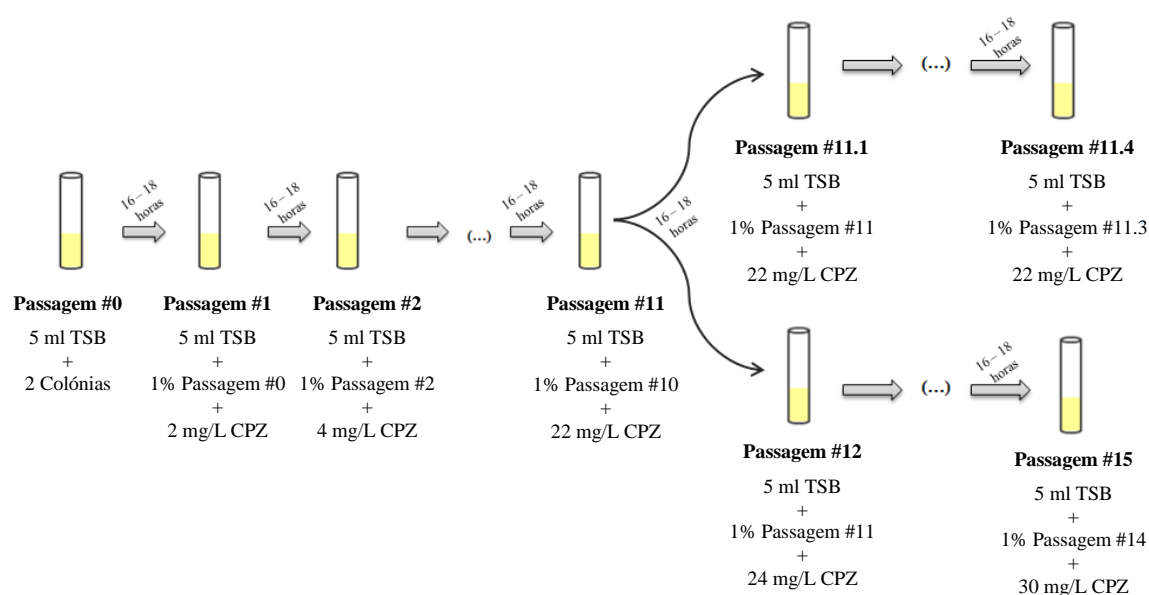 16 – 18
horas
Passagem #0
5 ml TSB
+
2 Colónias
16 – 18
horas
Passagem #1
5 ml TSB
+
1% Passagem #0
+
2 mg/L CPZ
(...)
Passagem #2
5 ml TSB
+
1% Passagem #2
+
4 mg/L CPZ
16 – 18
horas
Passagem #11
5 ml TSB
+
1% Passagem #10
+
22 mg/L CPZ
16 – 18
horas
Passagem #11.1
5 ml TSB
+
1% Passagem #11
+
22 mg/L CPZ
(...)
16 – 18
horas
Passagem #11.4
5 ml TSB
+
1% Passagem #11.3
+
22 mg/L CPZ
Passagem #12
5 ml TSB
+
1% Passagem #11
+
24 mg/L CPZ
(...)
16 – 18
horas
Passagem #15
5 ml TSB
+
1% Passagem #14
+
30 mg/L CPZ